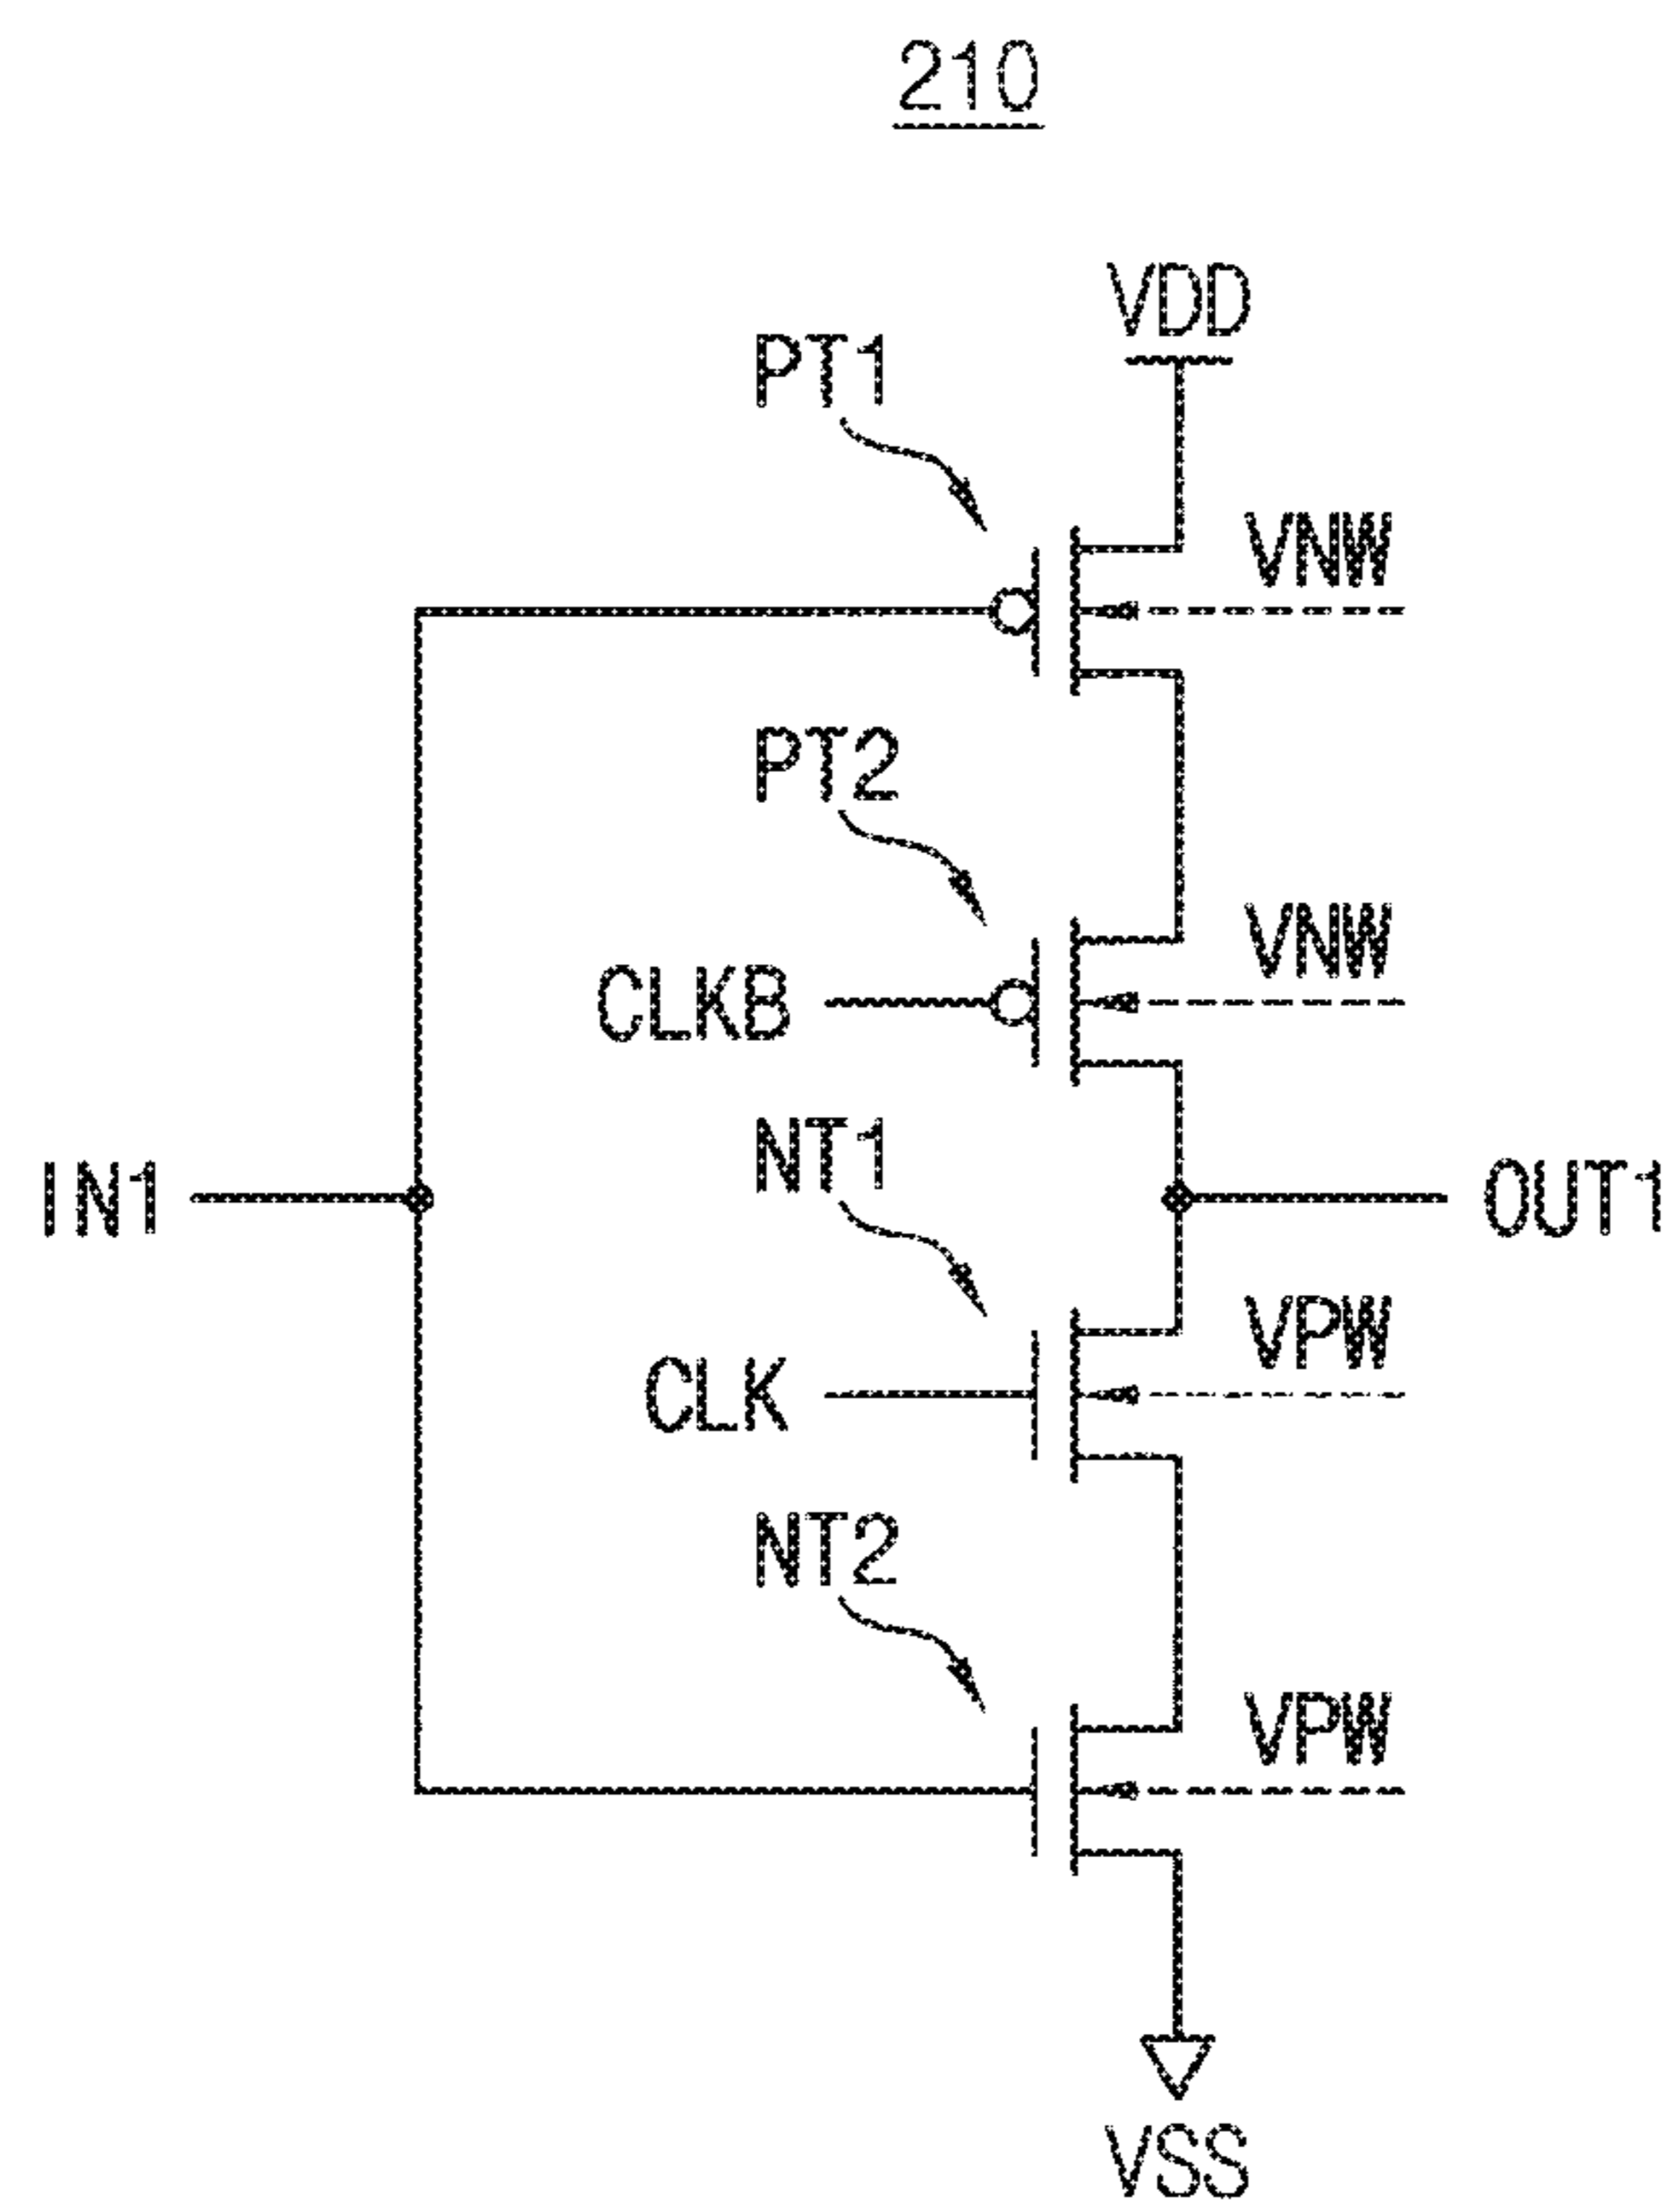 210
VDD
PT1
VNW
PT2
VNW
CLKB
NT1
IN1
OUT1
VPW
CLK
NT2
VPW
VSS